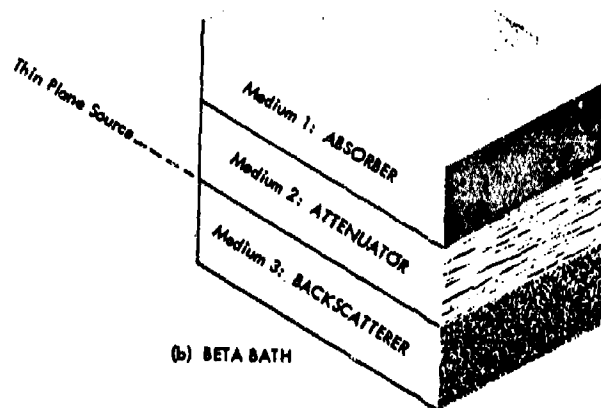 Thin Plane Source
Medium 1: ABSORBER
Medium 2: ATTENUATOR
Medium 3: BACKSCATTERER
(b) BETA BATH